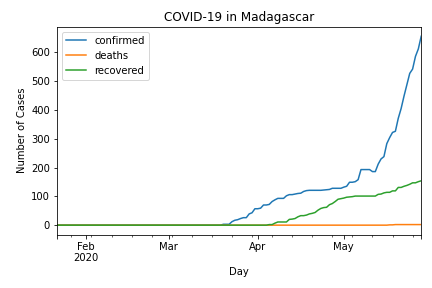 COVID-19 in Madagascar
confirmed
deaths
recovered
Number of Cases
600
500
400
300
200
100
0
Feb Mar Apr May
2020
Day